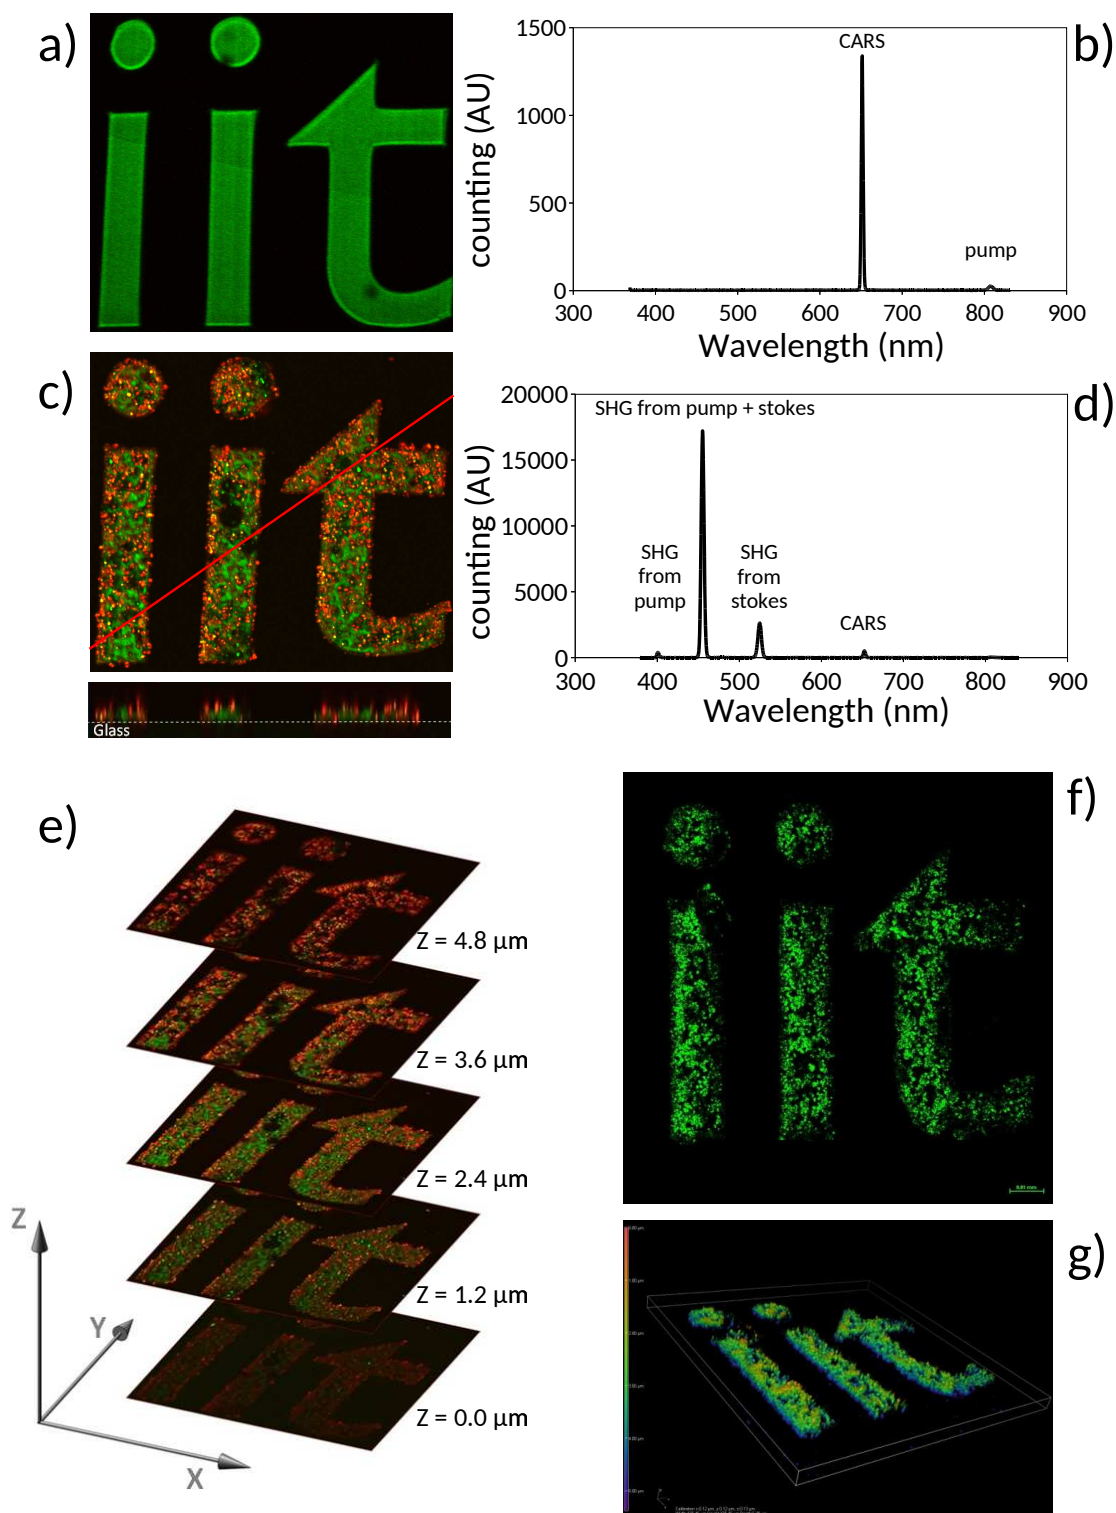 a)
b)
1500
1000
500
0
counting (AU)
CARS
pump
300 400 500 600 700 800 900
Wavelength (nm)
c)
Glass
d)
20000
15000
10000
5000
0
counting (AU)
SHG from pump + stokes
SHG
from
pump
SHG
from
stokes
CARS
300 400 500 600 700 800 900
Wavelength (nm)
e)
Z = 4.8 µm
Z = 3.6 µm
Z = 2.4 µm
Z = 1.2 µm
Z = 0.0 µm
Z
Y
X
f)
0.01 mm
g)